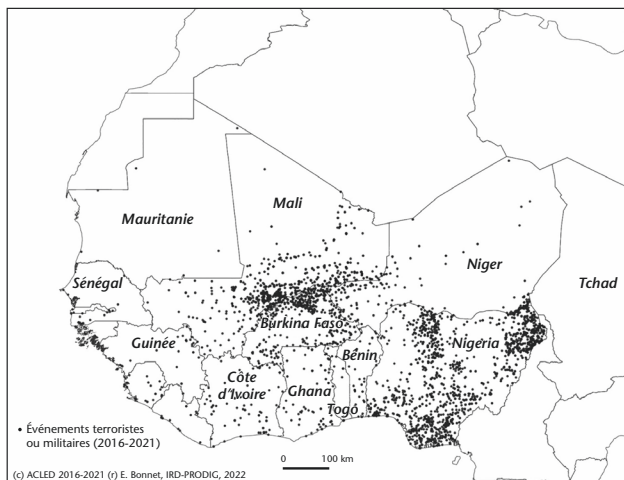 Mauritanie
Mali
Niger
Tchad
Sénégal
Burkina Faso
Guinée
Bénin
Nigéria
Côte
d'Ivoire
Ghana
Togo
• Événements terroristes
ou militaires (2016-2021)
0 100 km
(c) ACLED 2016-2021 (r) E. Bonnet, IRD-PRODIG, 2022